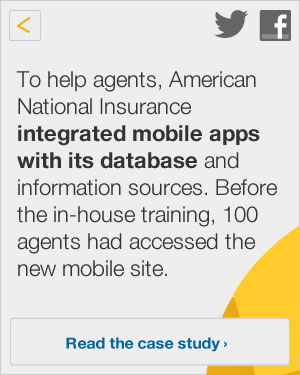 To help agents, American
National Insurance
integrated mobile apps
with its database and
information sources. Before
the in-house training, 100
agents had accessed the
new mobile site.
Read the case study ›